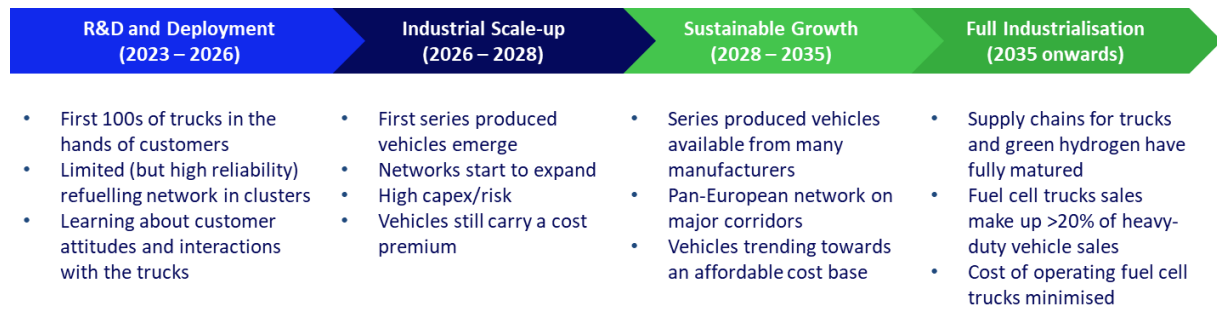 R&D and Deployment
(2023 – 2026)
Industrial Scale-up
(2026 – 2028)
Sustainable Growth
(2028 – 2035)
Full Industrialisation
(2035 onwards)
• First 100s of trucks in the
hands of customers
• Limited (but high reliability)
refuelling network in clusters
• Learning about customer
attitudes and interactions
with the trucks
• First series produced
vehicles emerge
• Networks start to expand
• High capex/risk
• Vehicles still carry a cost
premium
• Series produced vehicles
available from many
manufacturers
• Pan-European network on
major corridors
• Vehicles trending towards
an affordable cost base
• Supply chains for trucks
and green hydrogen have
fully matured
• Fuel cell trucks sales
make up >20% of heavy-
duty vehicle sales
• Cost of operating fuel cell
trucks minimised